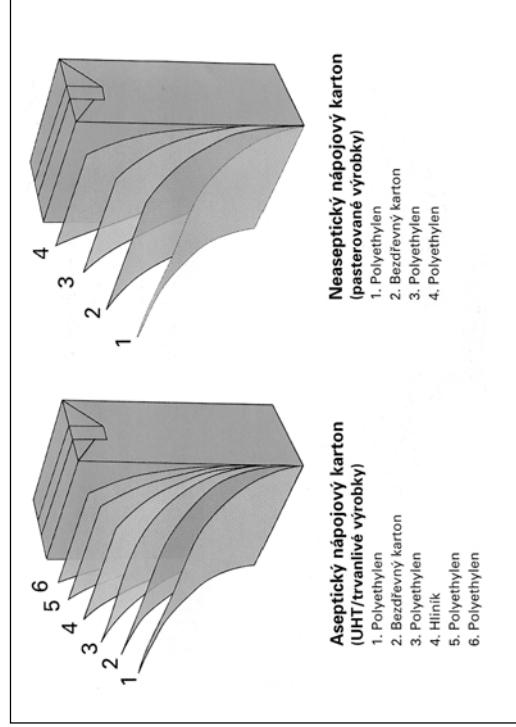 6
5
4
3
2
1
Aseptický nápojový karton
(UHT/trvanlivé výrobky)
1. Polyethylen
2. Bezdřevný karton
3. Polyethylen
4. Hliník
5. Polyethylen
6. Polyethylen
4
3
2
1
Neaseptický nápojový karton
(pasterované výrobky)
1. Polyethylen
2. Bezdřevný karton
3. Polyethylen
4. Polyethylen